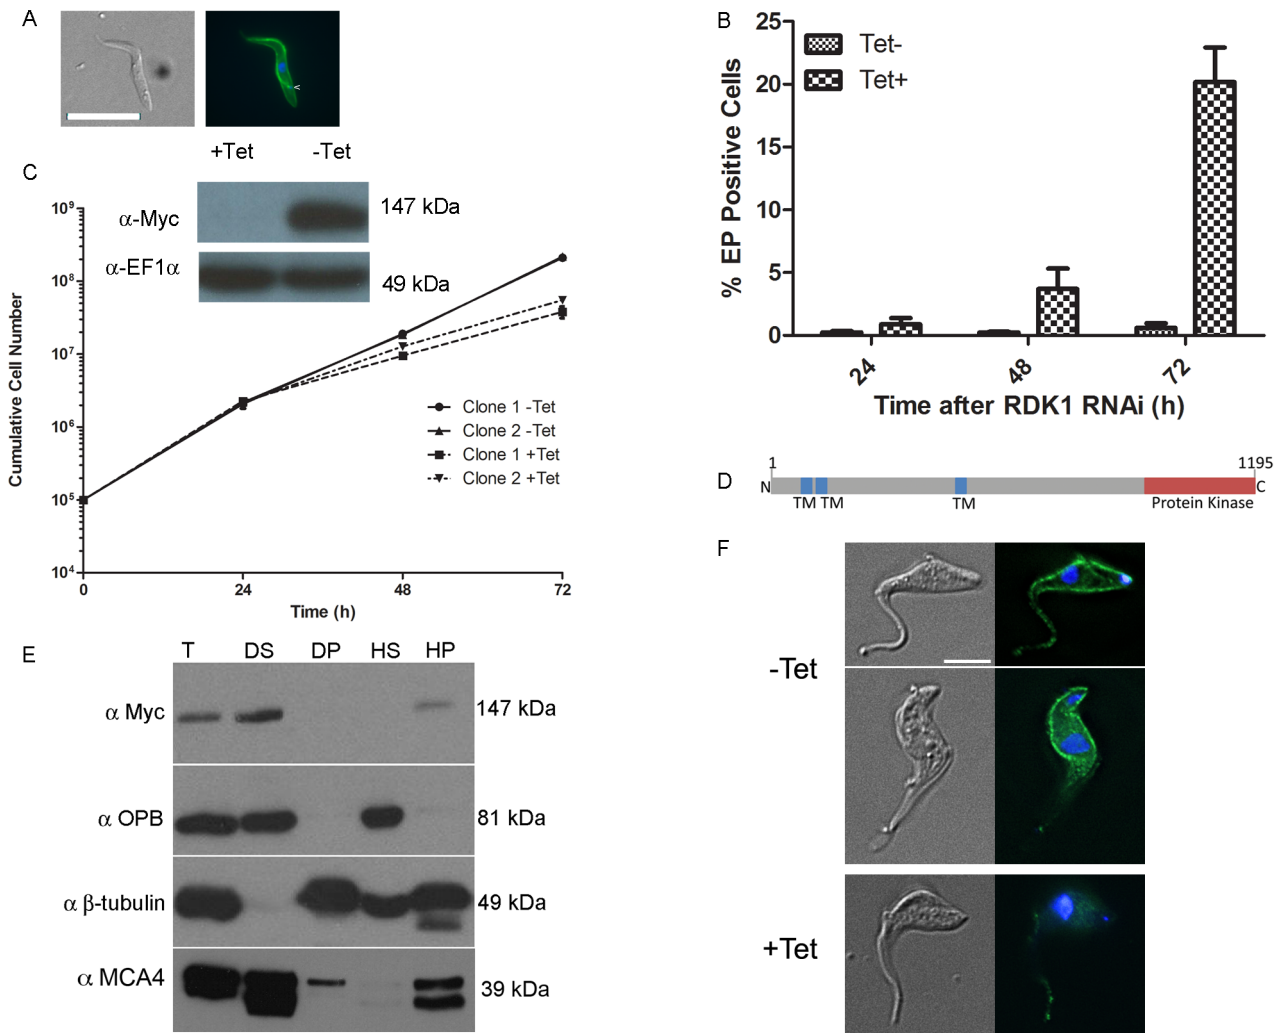 A
<
+Tet -Tet
C
α-Myc
147 kDa
α-EF1α
49 kDa
10⁹
10⁸
10⁷
10⁶
10⁵
10⁴
Cumulative Cell Number
0 24 48 72
Time (h)
Clone 1 -Tet
Clone 2 -Tet
Clone 1 +Tet
Clone 2 +Tet
B
25
20
15
10
5
0
% EP Positive Cells
Tet-
Tet+
24 48 72
Time after RDK1 RNAi (h)
D
1 1195
N C
TM TM TM Protein Kinase
E
T DS DP HS HP
α Myc 147 kDa
α OPB 81 kDa
α β-tubulin 49 kDa
α MCA4 39 kDa
F
-Tet
+Tet